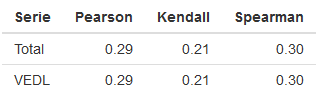 Serie Pearson Kendall Spearman
Total 0.29 0.21 0.30
VEDL 0.29 0.21 0.30